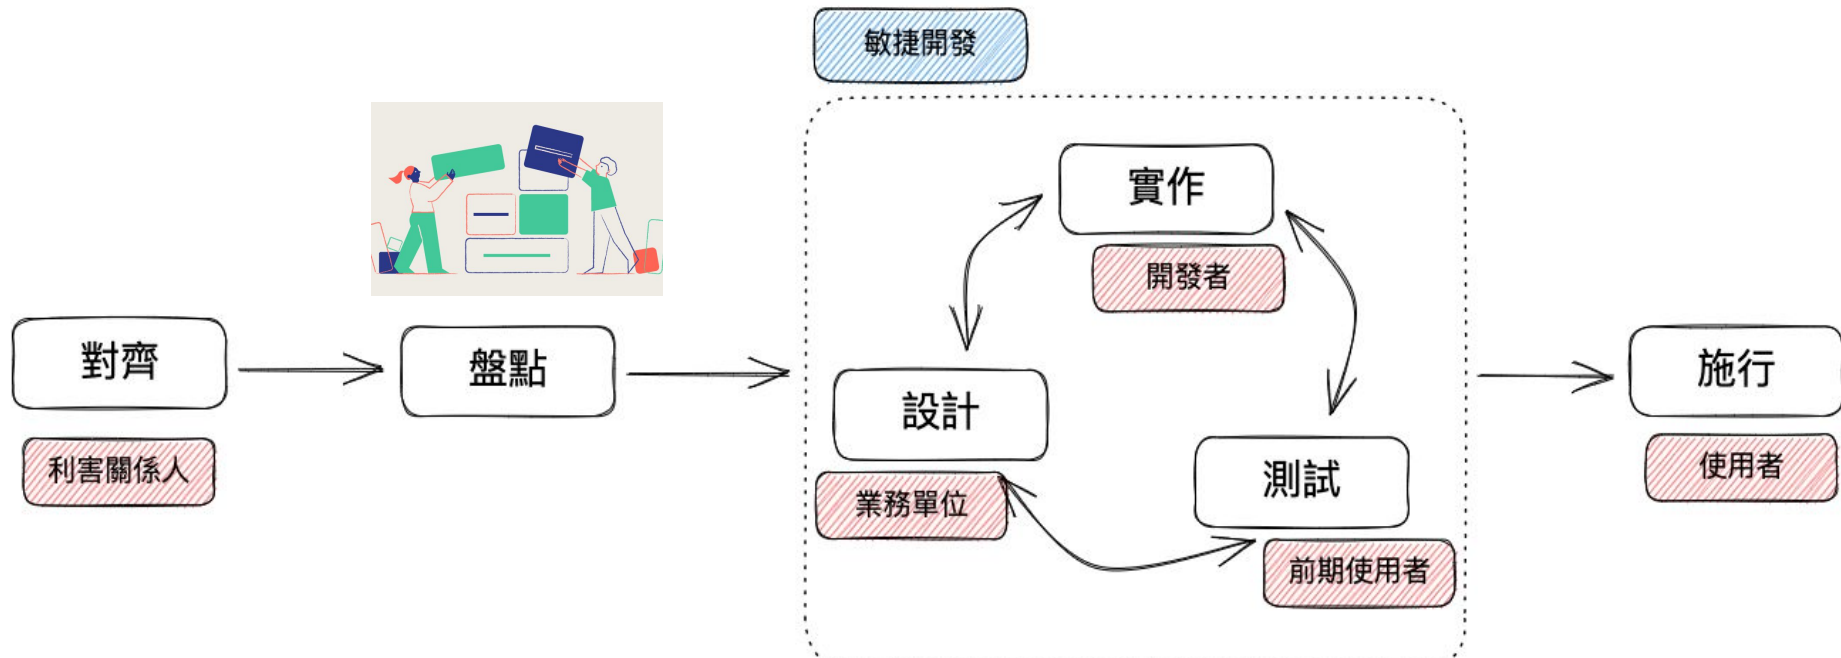 敏捷開發
對齊
利害關係人
盤點
實作
開發者
設計
業務單位
測試
前期使用者
施行
使用者